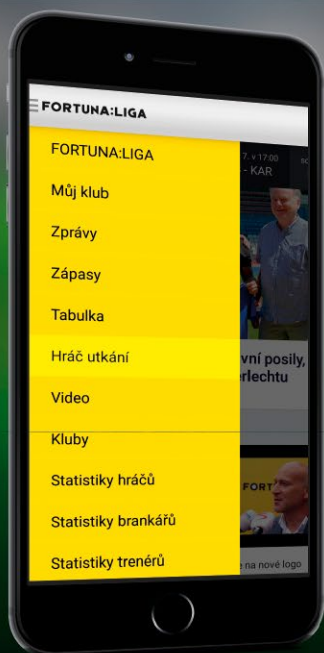 FORTUNA:LIGA
FORTUNA:LIGA
Můj klub
Zprávy
Zápasy
Tabulka
Hráč utkání
Video
Kluby
Statistiky hráčů
Statistiky brankářů
Statistiky trenérů
7. v 17.00
- KAR
vní posily,
erlechtu
FORT
e na nové logo